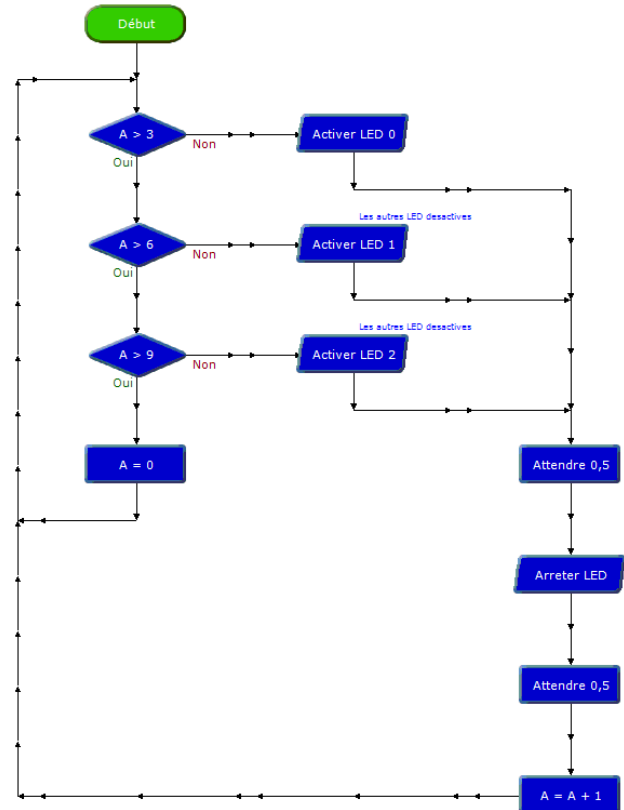 Début
A > 3
Non
Activer LED 0
Oui
Les autres LED desactives
A > 6
Non
Activer LED 1
Oui
Les autres LED desactives
A > 9
Non
Activer LED 2
Oui
A = 0
Attendre 0,5
Arreter LED
Attendre 0,5
A = A + 1